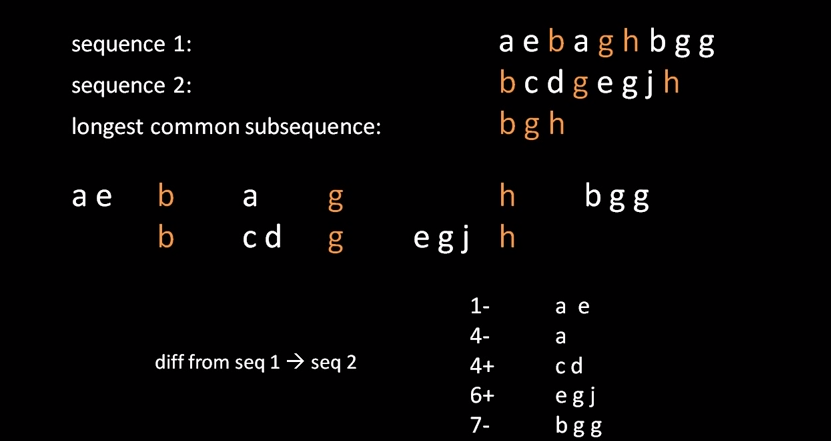 sequence 1: a e b a g h b g g
sequence 2: b c d g e g j h
longest common subsequence: b g h
a e b a g h b g g
b c d g e g j h
1- a e
4- a
diff from seq 1 → seq 2
4+ c d
6+ e g j
7- b g g